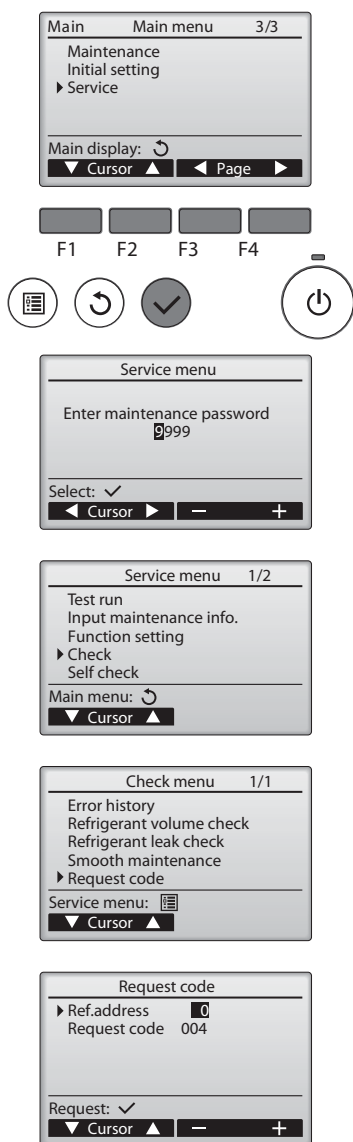 Main Main menu 3/3
Maintenance
Initial setting
Service
Main display:
Cursor Page
F1 F2 F3 F4
Service menu
Enter maintenance password
9999
Select:
Cursor − +
Service menu 1/2
Test run
Input maintenance info.
Function setting
Check
Self check
Main menu:
Cursor
Check menu 1/1
Error history
Refrigerant volume check
Refrigerant leak check
Smooth maintenance
Request code
Service menu:
Cursor
Request code
Ref.address 0
Request code 004
Request:
Cursor − +